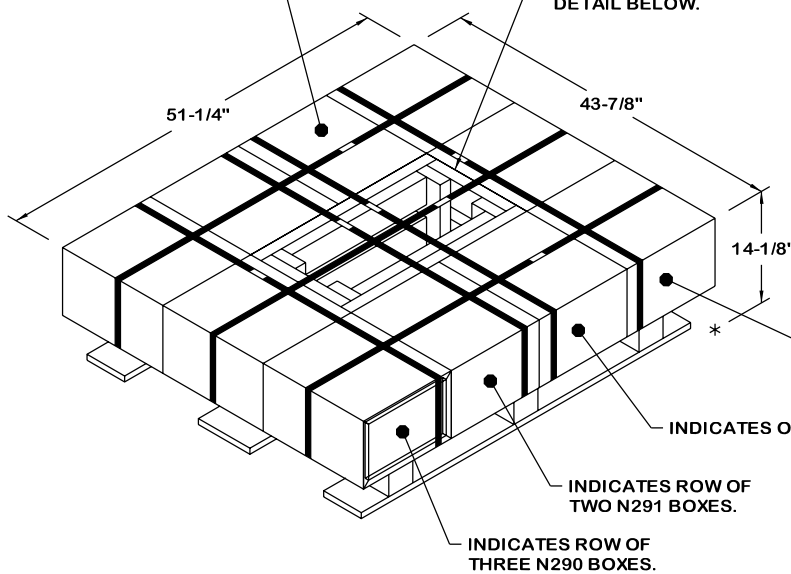 DETAIL BELOW.
51-1/4"
43-7/8"
14-1/8"
*
INDICATES O
INDICATES ROW OF
TWO N291 BOXES.
INDICATES ROW OF
THREE N290 BOXES.